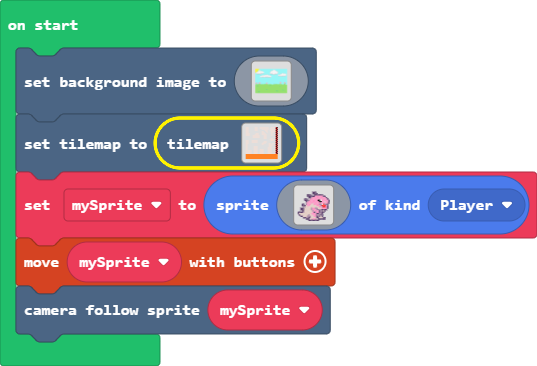 on start
set background image to
set tilemap to tilemap
set mySprite to sprite of kind Player
move mySprite with buttons
camera follow sprite mySprite